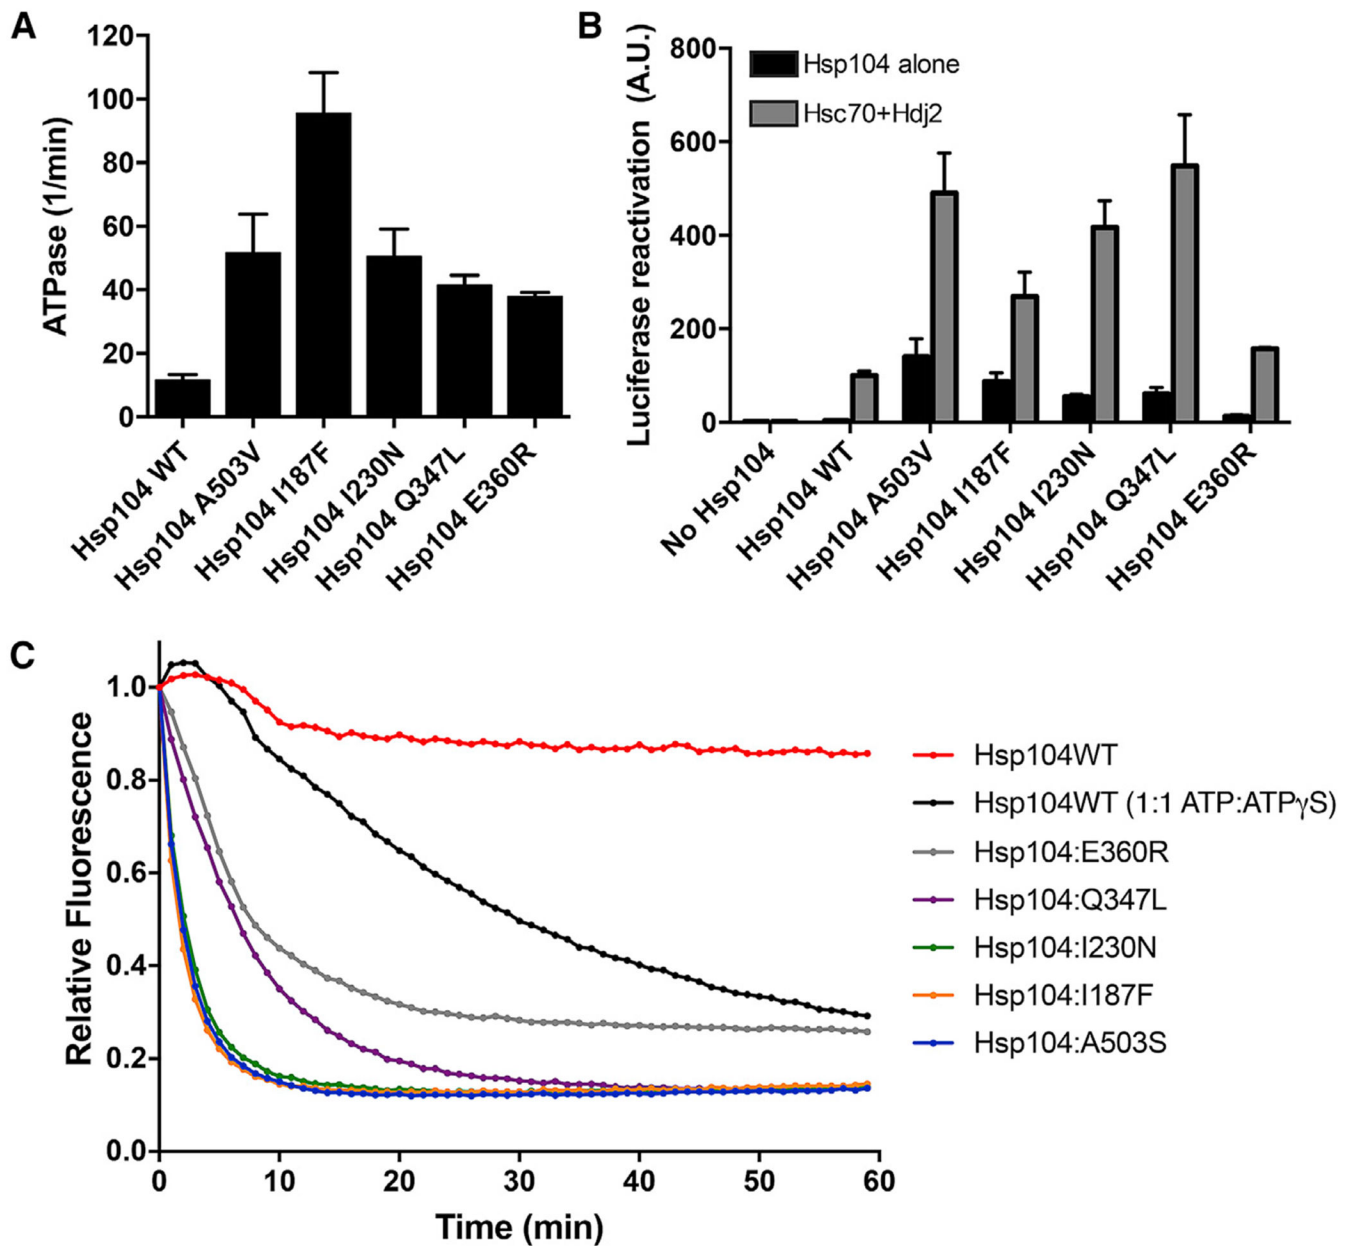 A
ATPase (1/min)
120
100
80
60
40
20
0
Hsp104 WT
Hsp104 A503V
Hsp104 I187F
Hsp104 I230N
Hsp104 Q347L
Hsp104 E360R
B
Luciferase reactivation (A.U.)
800
600
400
200
0
Hsp104 alone
Hsc70+Hdj2
No Hsp104
Hsp104 WT
Hsp104 A503V
Hsp104 I187F
Hsp104 I230N
Hsp104 Q347L
Hsp104 E360R
C
Relative Fluorescence
1.0
0.8
0.6
0.4
0.2
0.0
0
10
20
30
40
50
60
Time (min)
Hsp104WT
Hsp104WT (1:1 ATP:ATPγS)
Hsp104:E360R
Hsp104:Q347L
Hsp104:I230N
Hsp104:I187F
Hsp104:A503S